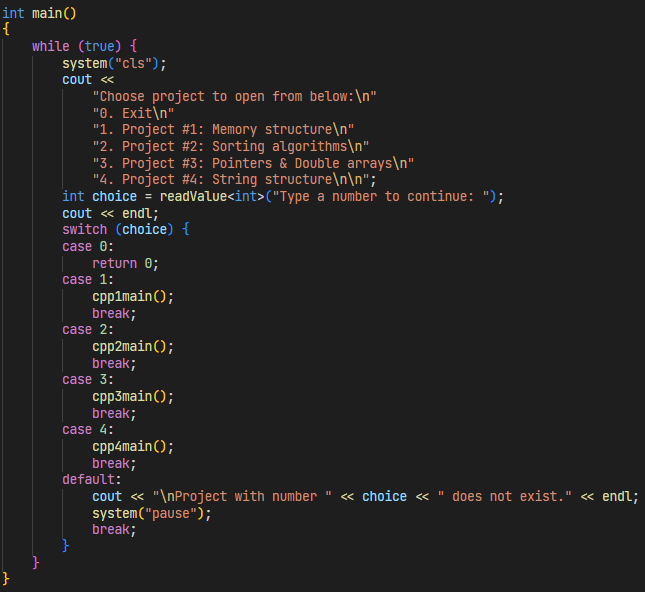 int main()
{
    while (true) {
        system("cls");
        cout <<
            "Choose project to open from below:\n"
            "0. Exit\n"
            "1. Project #1: Memory structure\n"
            "2. Project #2: Sorting algorithms\n"
            "3. Project #3: Pointers & Double arrays\n"
            "4. Project #4: String structure\n\n";
        int choice = readValue<int>("Type a number to continue: ");
        cout << endl;
        switch (choice) {
        case 0:
            return 0;
        case 1:
            cpp1main();
            break;
        case 2:
            cpp2main();
            break;
        case 3:
            cpp3main();
            break;
        case 4:
            cpp4main();
            break;
        default:
            cout << "\nProject with number " << choice << " does not exist." << endl;
            system("pause");
            break;
        }
    }
}